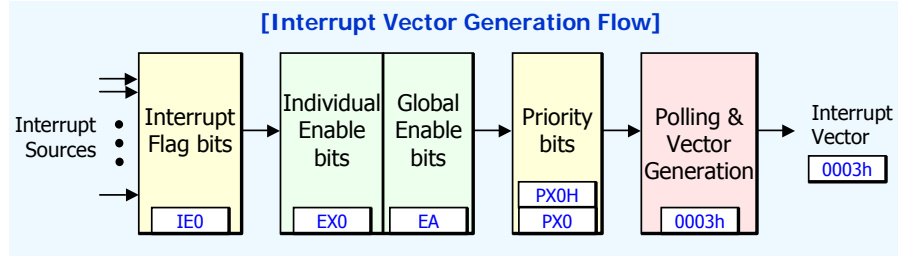 [Interrupt Vector Generation Flow]
Interrupt
Sources
Interrupt
Flag bits
IE0
Individual
Enable
bits
EX0
Global
Enable
bits
EA
Priority
bits
PX0H
PX0
Polling &
Vector
Generation
0003h
Interrupt
Vector
0003h